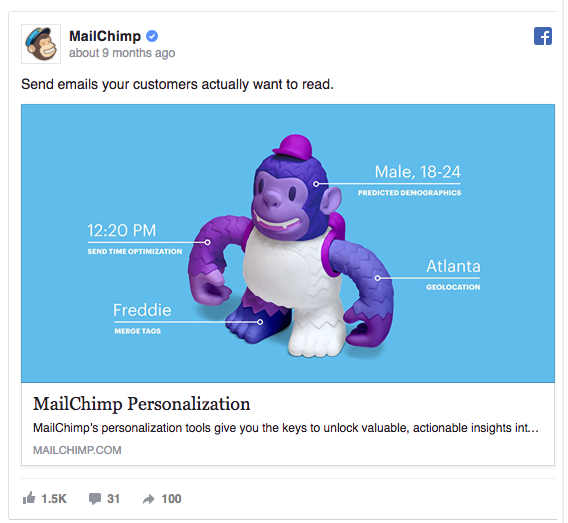 MailChimp
about 9 months ago
Send emails your customers actually want to read.
Male, 18-24
PREDICTED DEMOGRAPHICS
12:20 PM
SEND TIME OPTIMIZATION
Atlanta
GEOLOCATION
Freddie
MERGE TAGS
MailChimp Personalization
MailChimp's personalization tools give you the keys to unlock valuable, actionable insights int...
MAILCHIMP.COM
1.5K 31 100